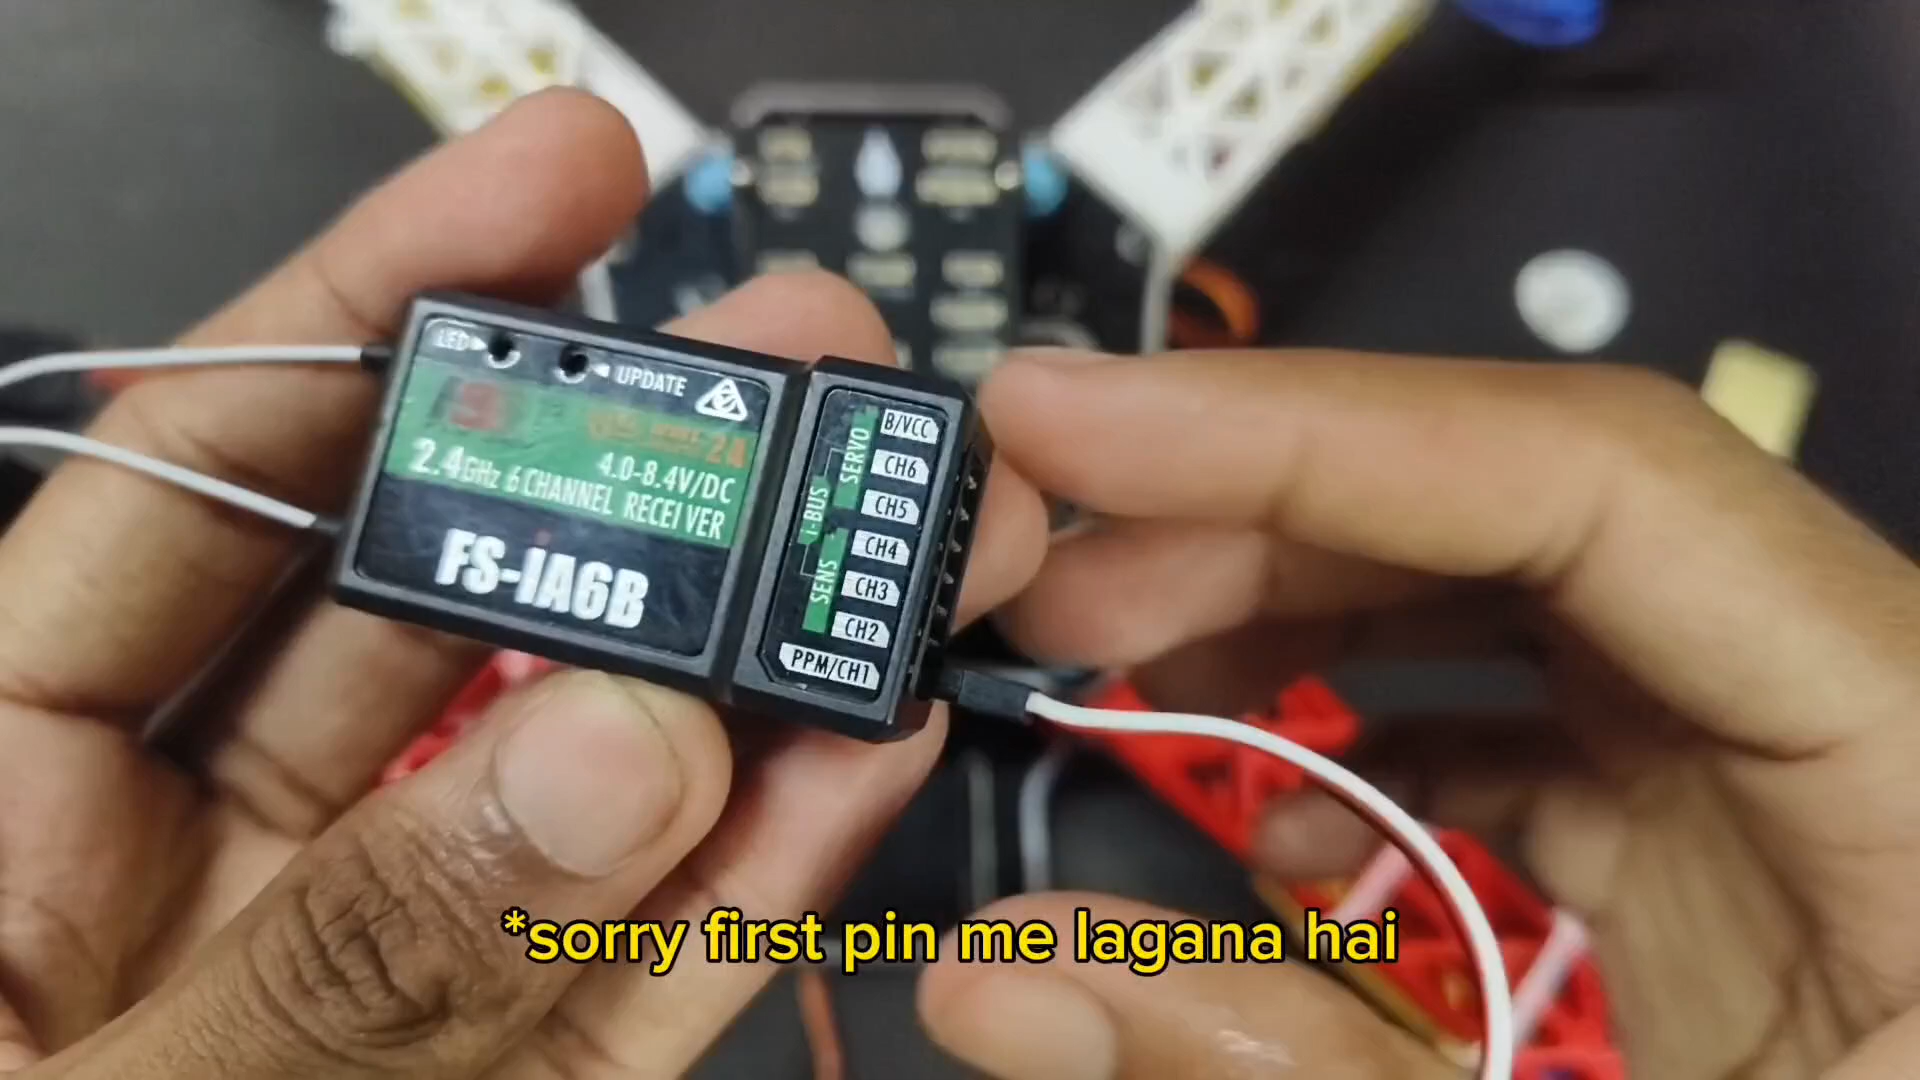 LED
UPDATE
24
4.0-8.4V/DC
2.4GHz 6 CHANNEL RECEIVER
FS-iA6B
B/VCC
CH6
CH5
CH4
CH3
CH2
PPM/CH1
SERVO
i-BUS
SENS
*sorry first pin me lagana hai